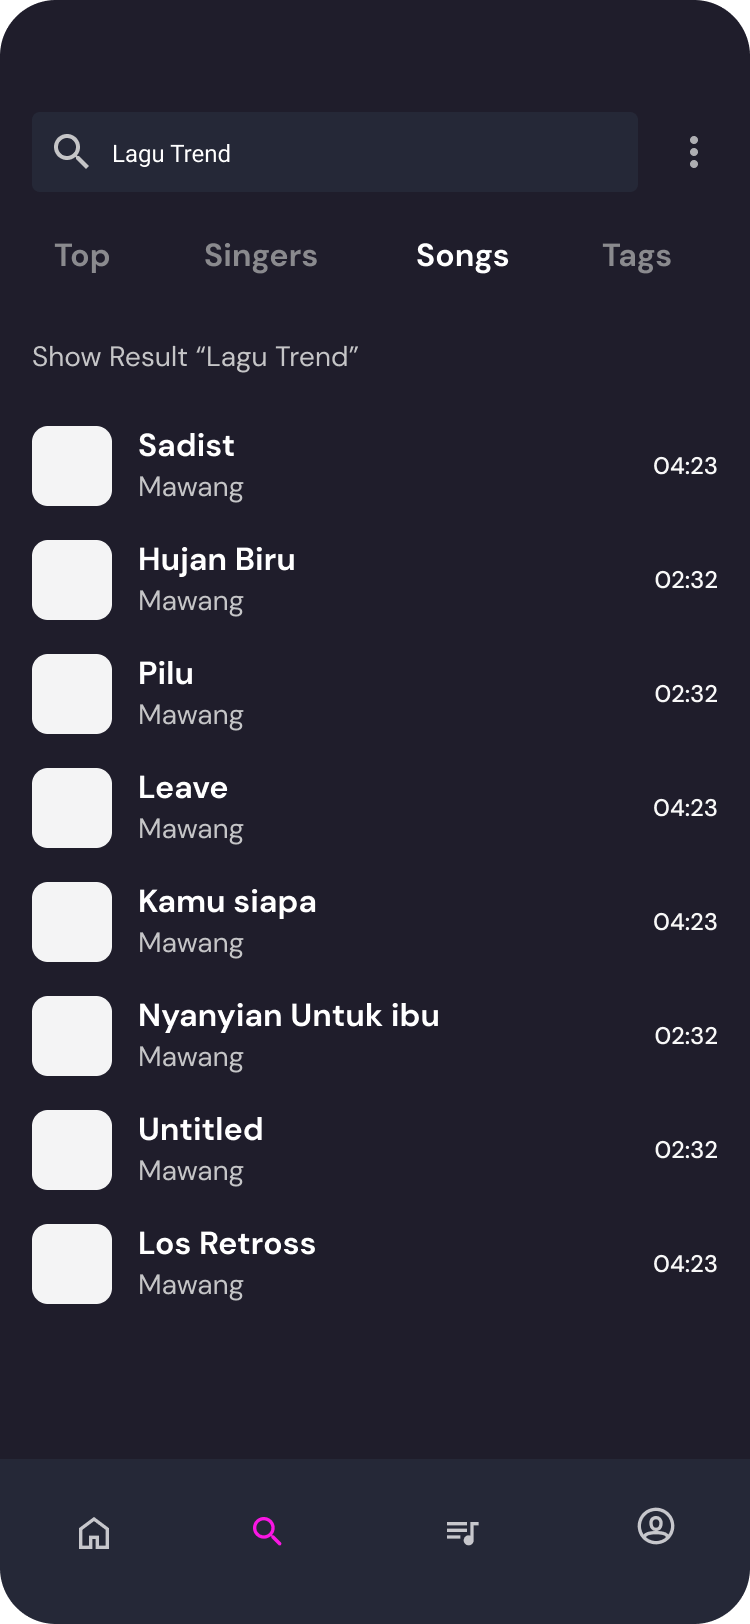 Lagu Trend
Top Singers Songs Tags
Show Result “Lagu Trend”
Sadist
Mawang
04:23
Hujan Biru
Mawang
02:32
Pilu
Mawang
02:32
Leave
Mawang
04:23
Kamu siapa
Mawang
04:23
Nyanyian Untuk ibu
Mawang
02:32
Untitled
Mawang
02:32
Los Retross
Mawang
04:23